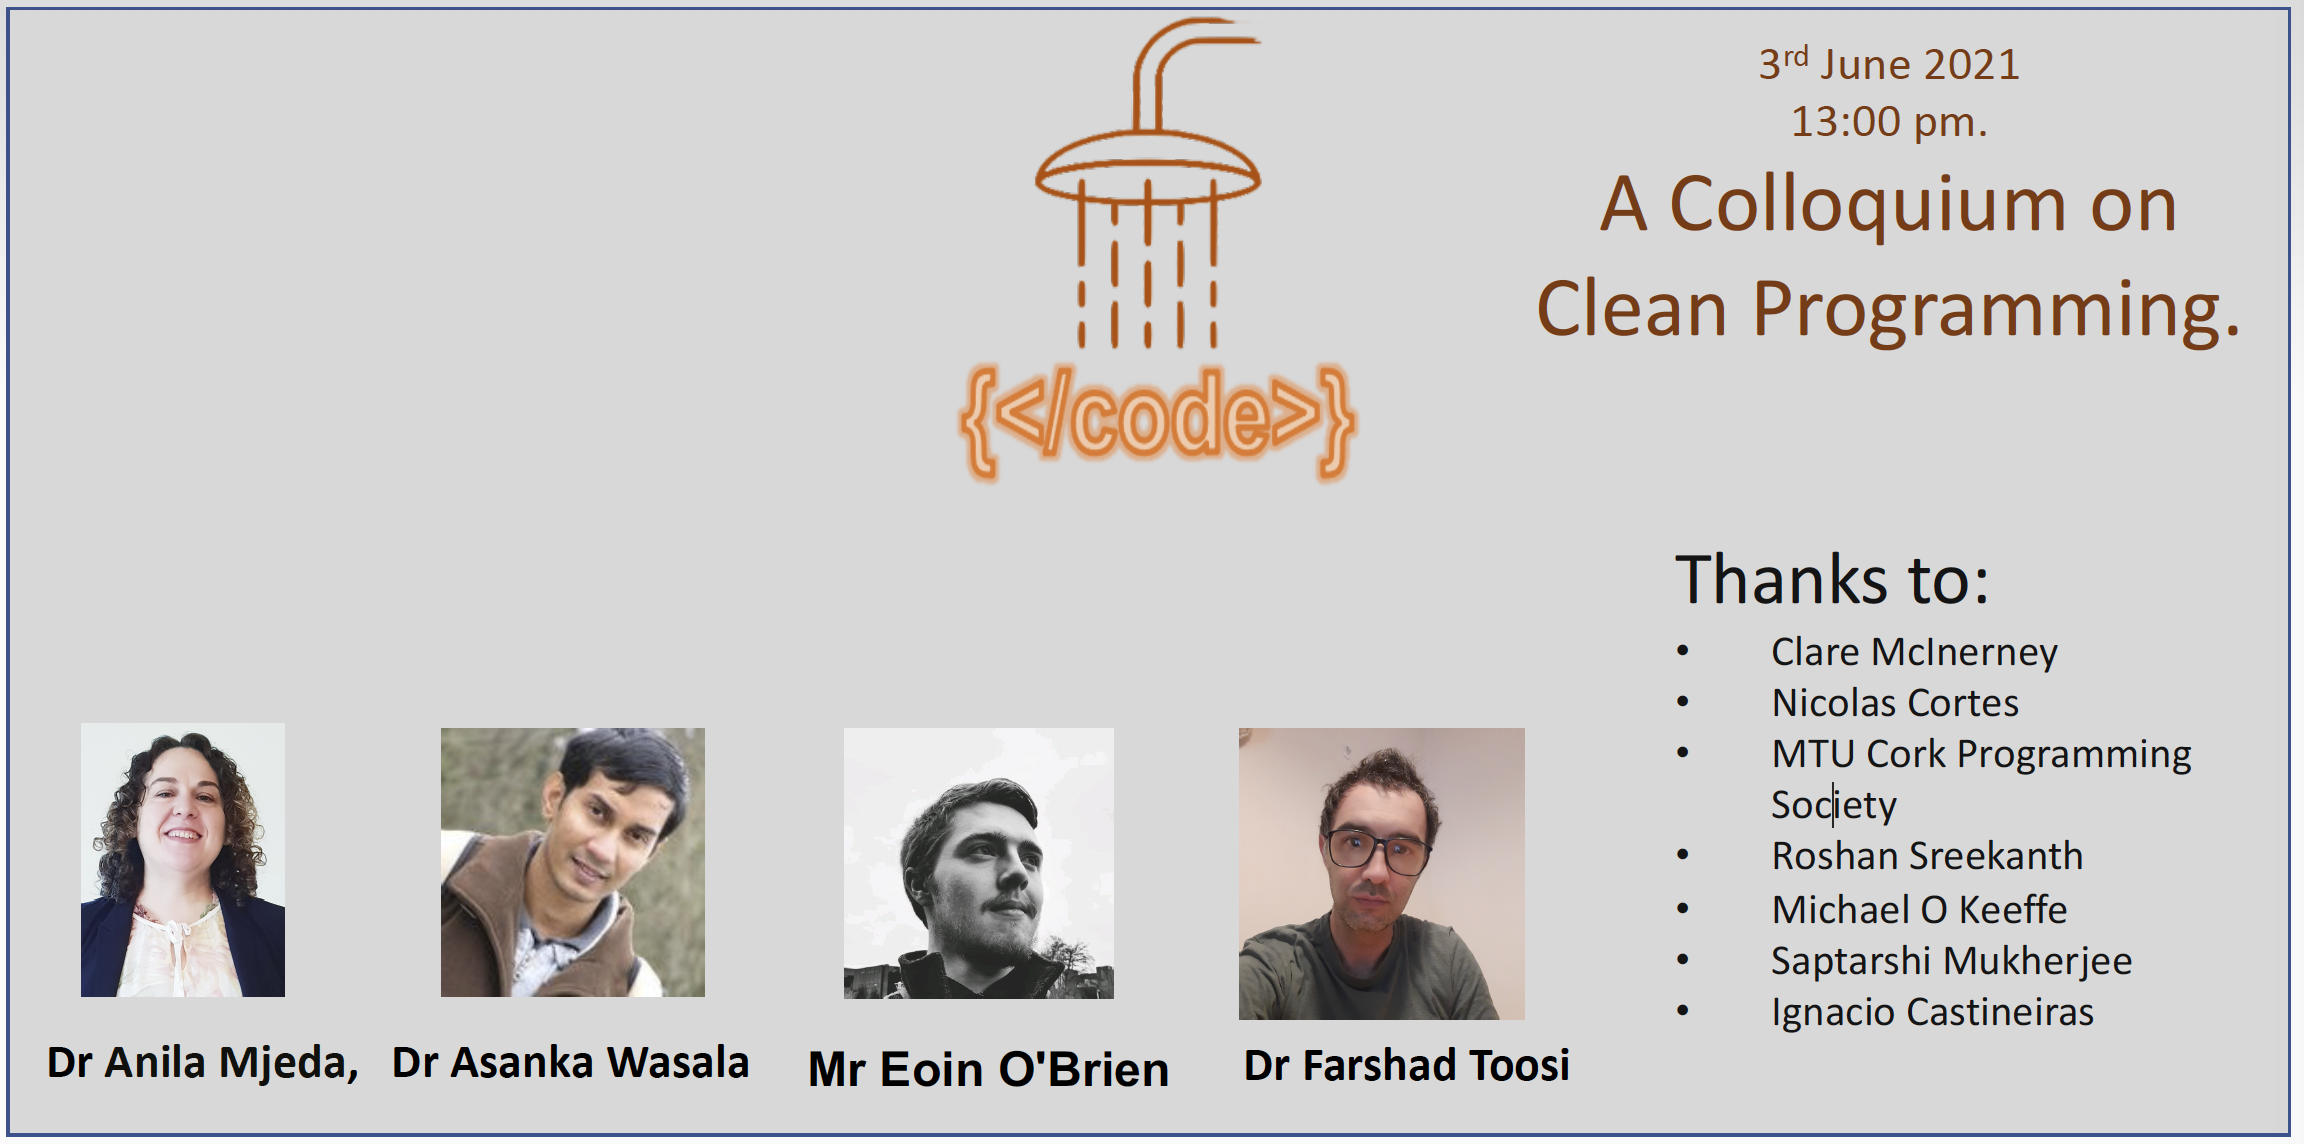 3rd June 2021
13:00 pm.
A Colloquium on
Clean Programming.
{</code>}
Thanks to:
• Clare McInerney
• Nicolas Cortes
• MTU Cork Programming
Society
• Roshan Sreekanth
• Michael O Keeffe
• Saptarshi Mukherjee
• Ignacio Castineiras
Dr Anila Mjeda,
Dr Asanka Wasala
Mr Eoin O'Brien
Dr Farshad Toosi